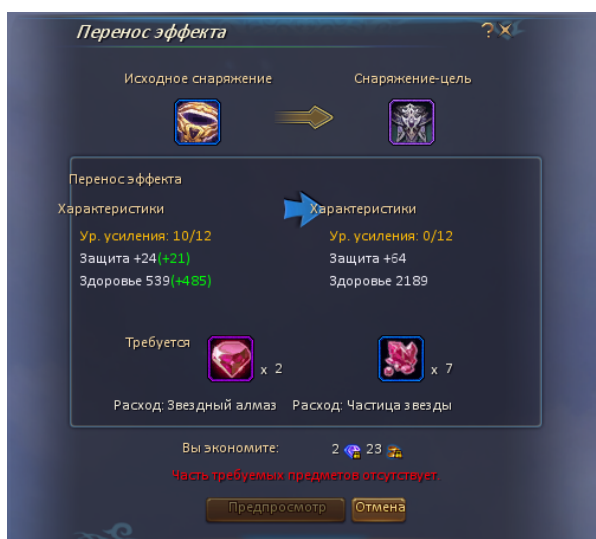 Перенос эффекта ?
Исходное снаряжение Снаряжение-цель
Перенос эффекта
Характеристики Характеристики
Ур. усиления: 10/12 Ур. усиления: 0/12
Защита +24(+21) Защита +64
Здоровье 539(+485) Здоровье 2189
Требуется x 2 x 7
Расход: Звездный алмаз Расход: Частица звезды
Вы экономите: 2 23
Часть требуемых предметов отсутствует.
Предпросмотр Отмена